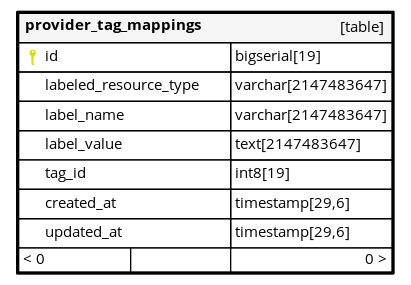 provider_tag_mappings [table]
id bigserial[19]
labeled_resource_type varchar[2147483647]
label_name varchar[2147483647]
label_value text[2147483647]
tag_id int8[19]
created_at timestamp[29,6]
updated_at timestamp[29,6]
< 0 0 >